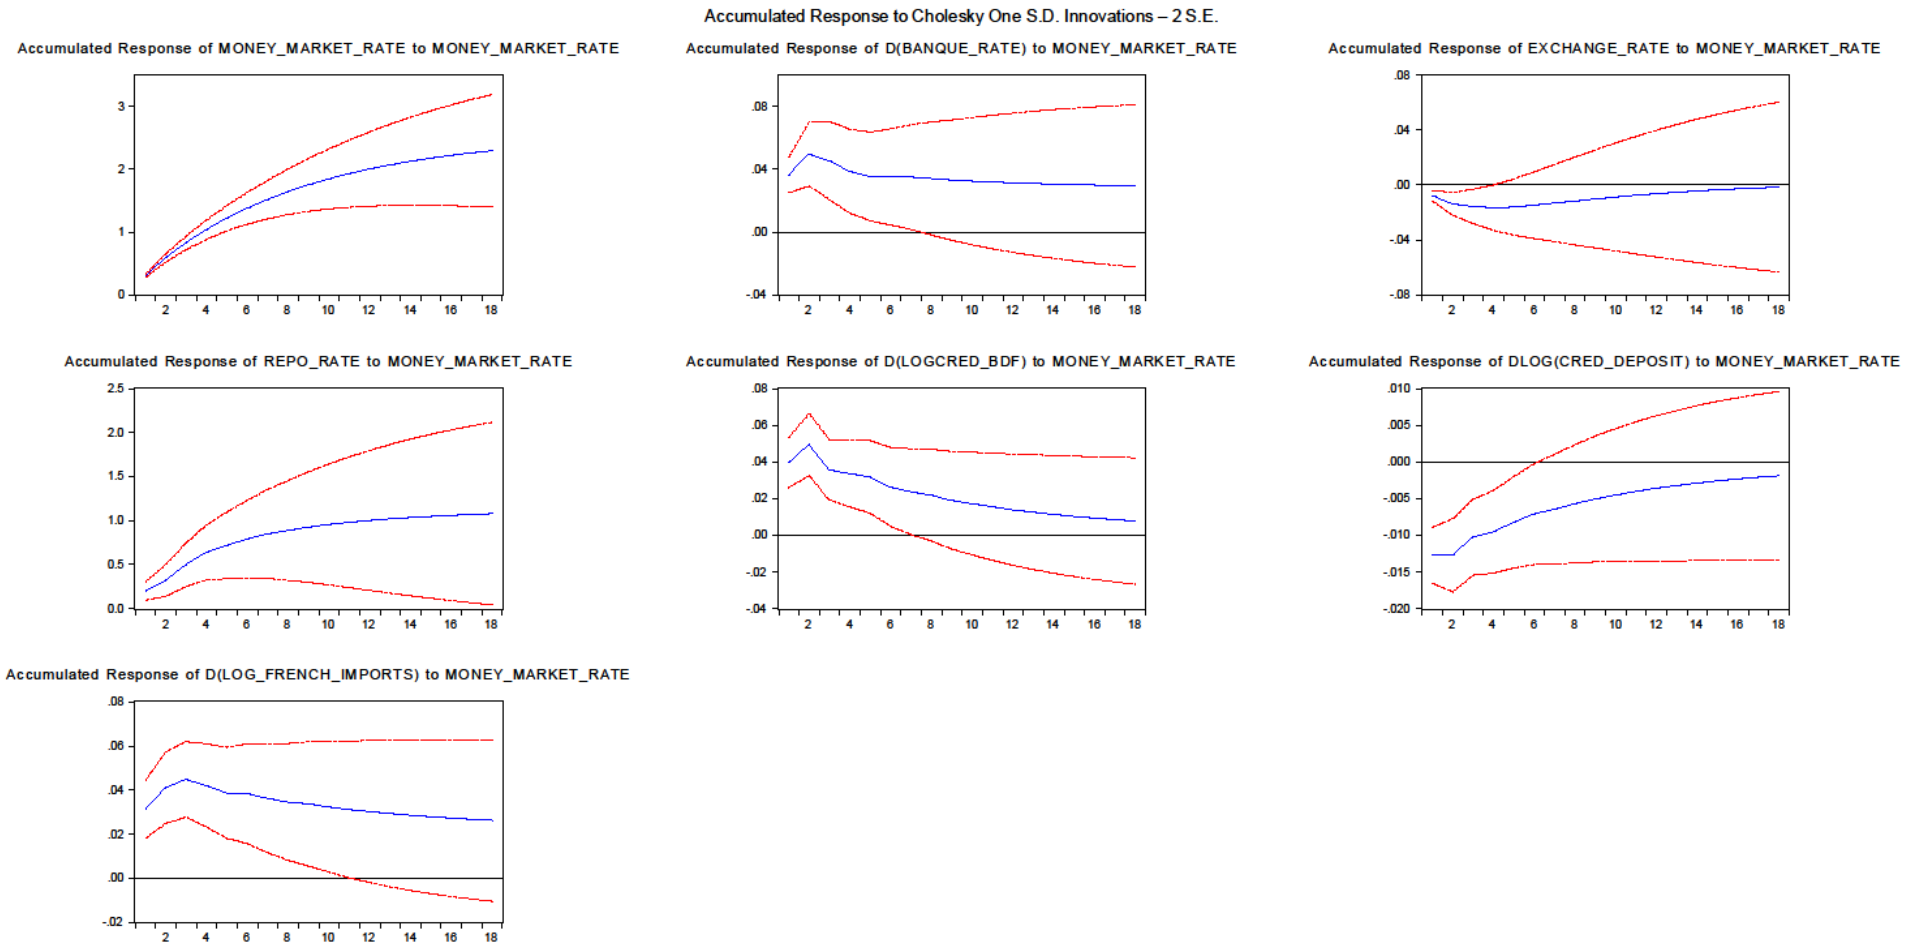 Accumulated Response to Cholesky One S.D. Innovations – 2 S.E.
Accumulated Response of MONEY_MARKET_RATE to MONEY_MARKET_RATE
3
2
1
0
2 4 6 8 10 12 14 16 18
Accumulated Response of D(BANQUE_RATE) to MONEY_MARKET_RATE
.08
.04
.00
-.04
2 4 6 8 10 12 14 16 18
Accumulated Response of EXCHANGE_RATE to MONEY_MARKET_RATE
.08
.04
.00
-.04
-.08
2 4 6 8 10 12 14 16 18
Accumulated Response of REPO_RATE to MONEY_MARKET_RATE
2.5
2.0
1.5
1.0
0.5
0.0
2 4 6 8 10 12 14 16 18
Accumulated Response of D(LOGCRED_BDF) to MONEY_MARKET_RATE
.08
.06
.04
.02
.00
-.02
-.04
2 4 6 8 10 12 14 16 18
Accumulated Response of DLOG(CRED_DEPOSIT) to MONEY_MARKET_RATE
.010
.005
.000
-.005
-.010
-.015
-.020
2 4 6 8 10 12 14 16 18
Accumulated Response of D(LOG_FRENCH_IMPORTS) to MONEY_MARKET_RATE
.08
.06
.04
.02
.00
-.02
2 4 6 8 10 12 14 16 18